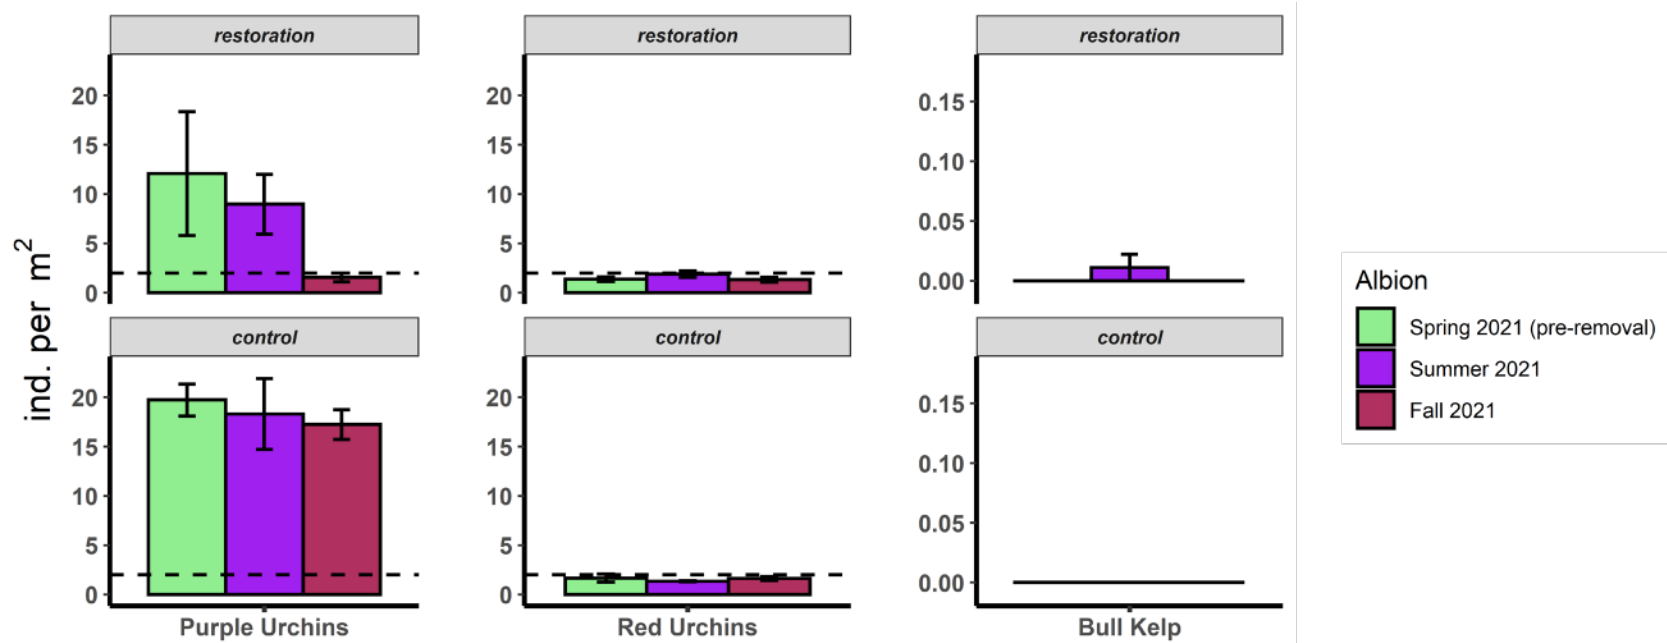 restoration
restoration
restoration
20
15
10
5
0
20
15
10
5
0
0.15
0.10
0.05
0.00
ind. per m²
control
control
control
20
15
10
5
0
20
15
10
5
0
0.15
0.10
0.05
0.00
Purple Urchins
Red Urchins
Bull Kelp
Albion
Spring 2021 (pre-removal)
Summer 2021
Fall 2021